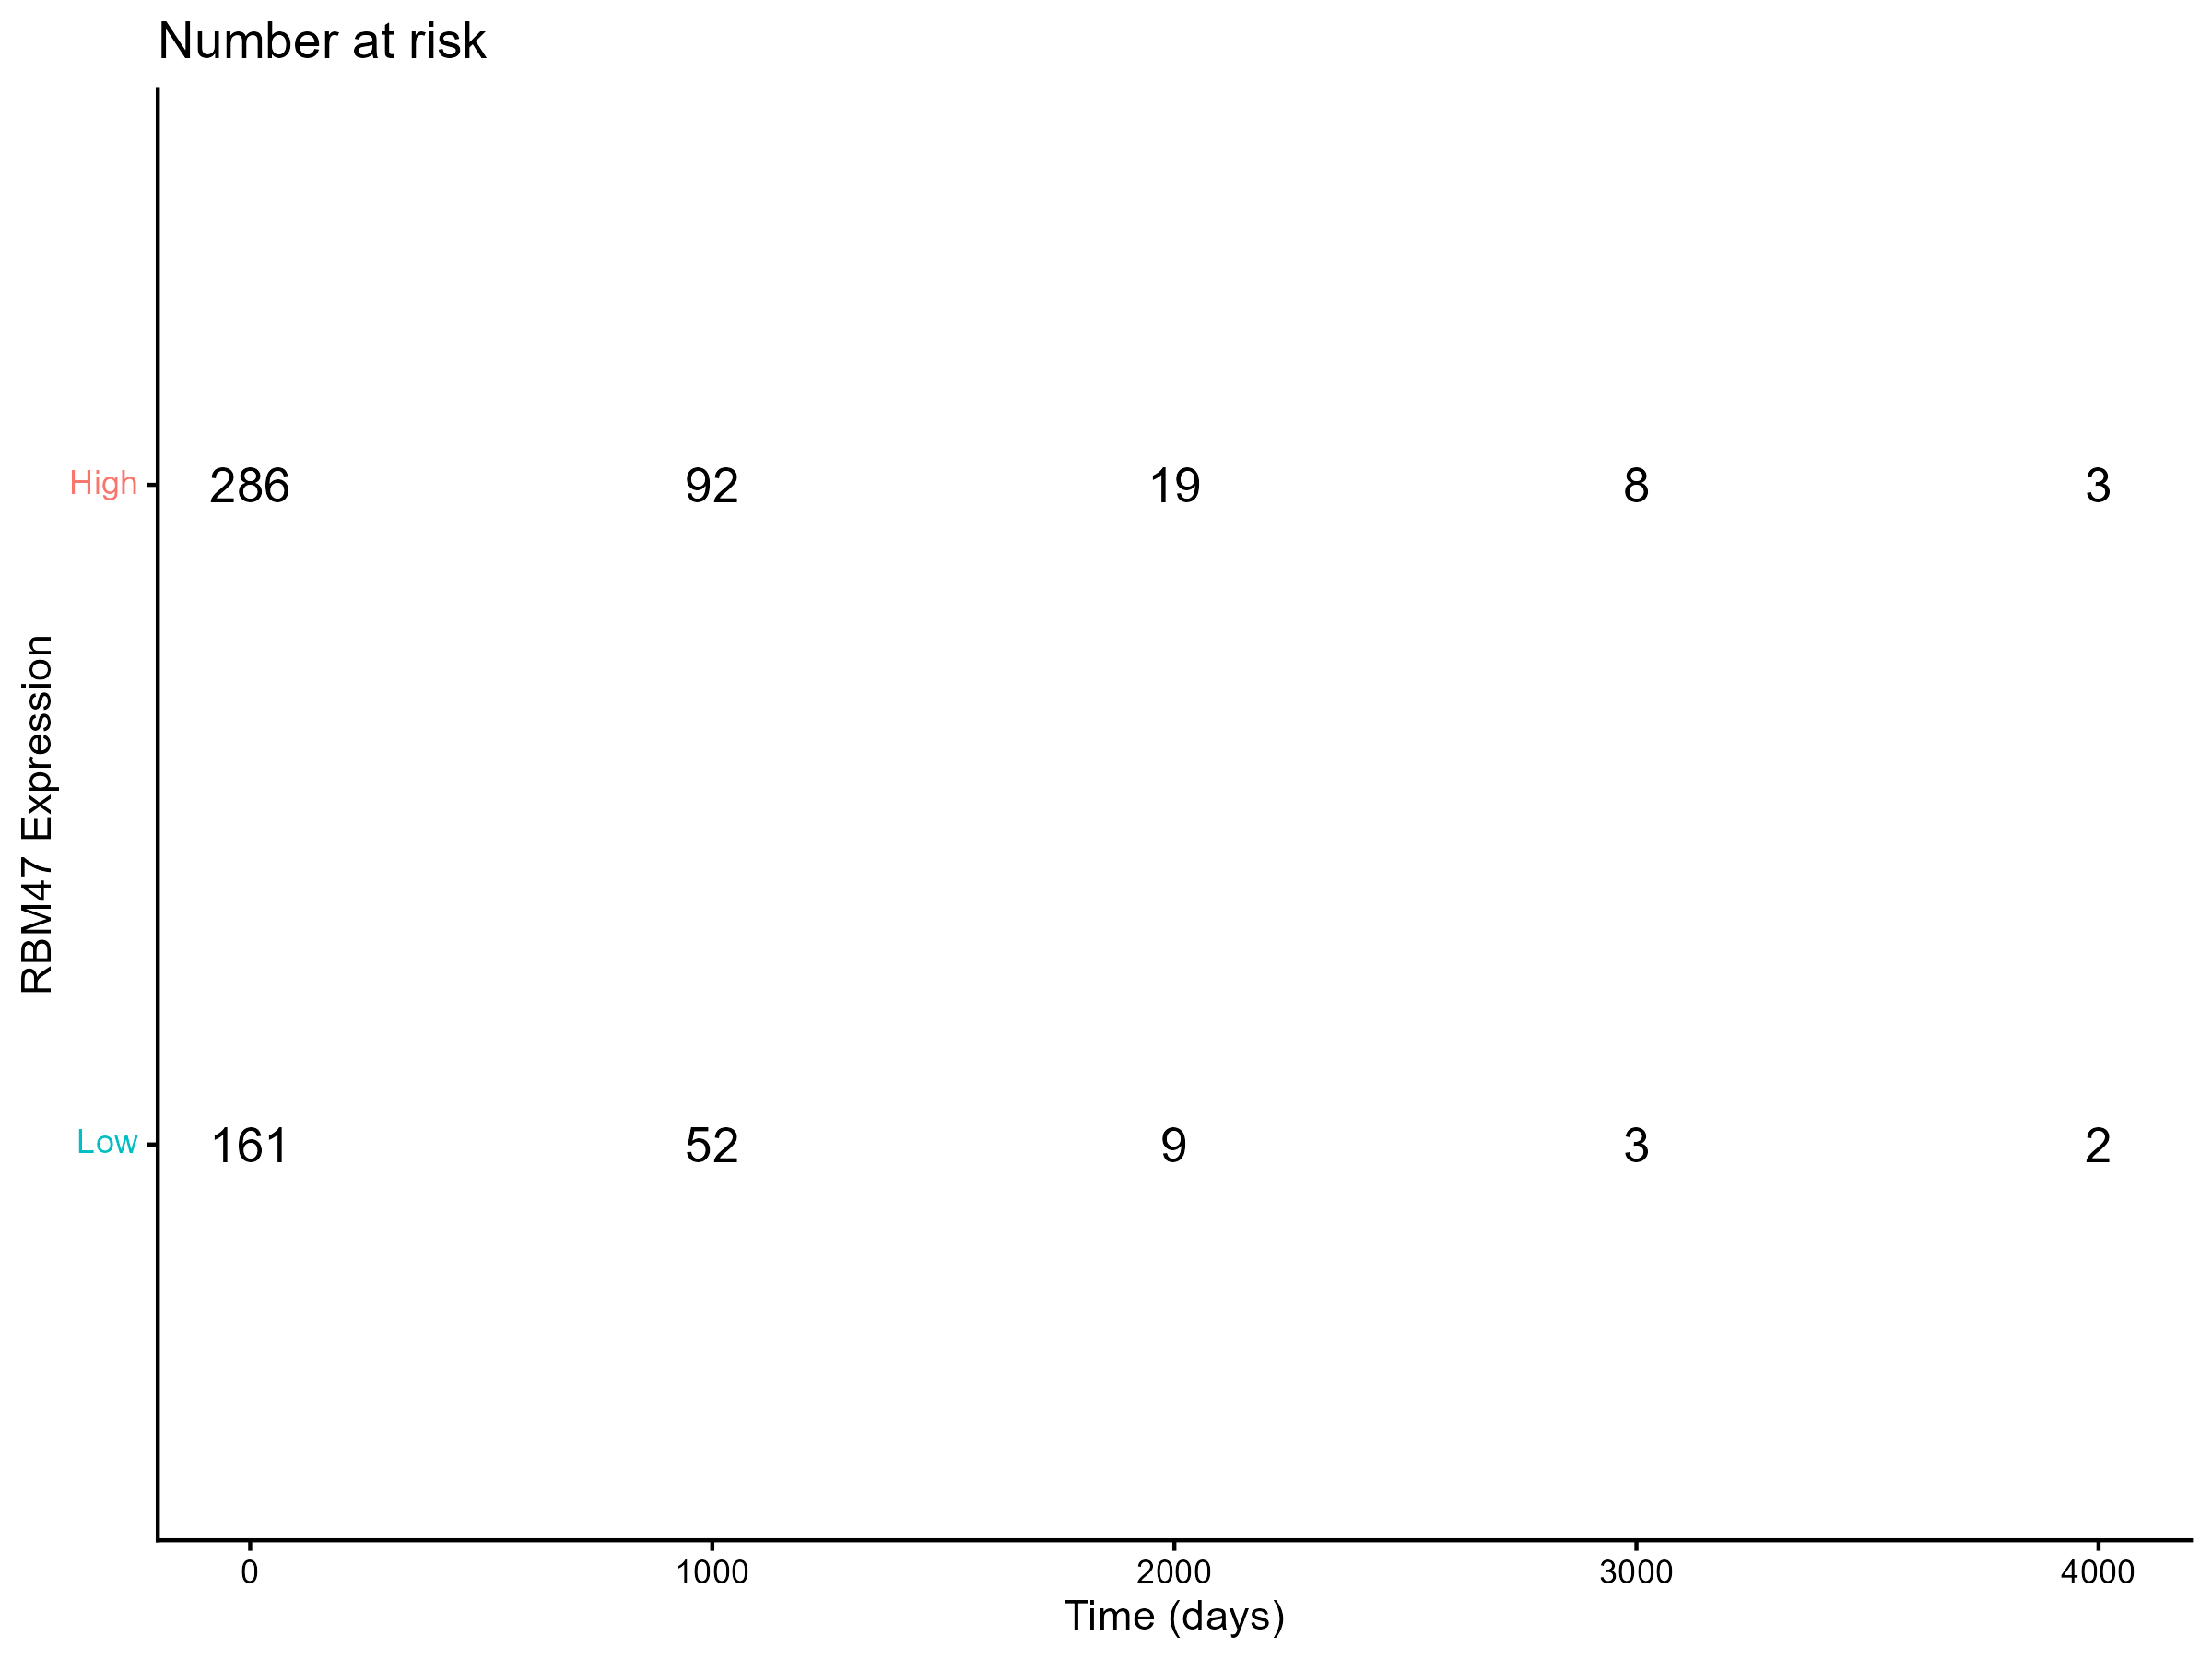 Number at risk
RBM47 Expression
High 286 92 19 8 3
Low 161 52 9 3 2
0 1000 2000 3000 4000
Time (days)